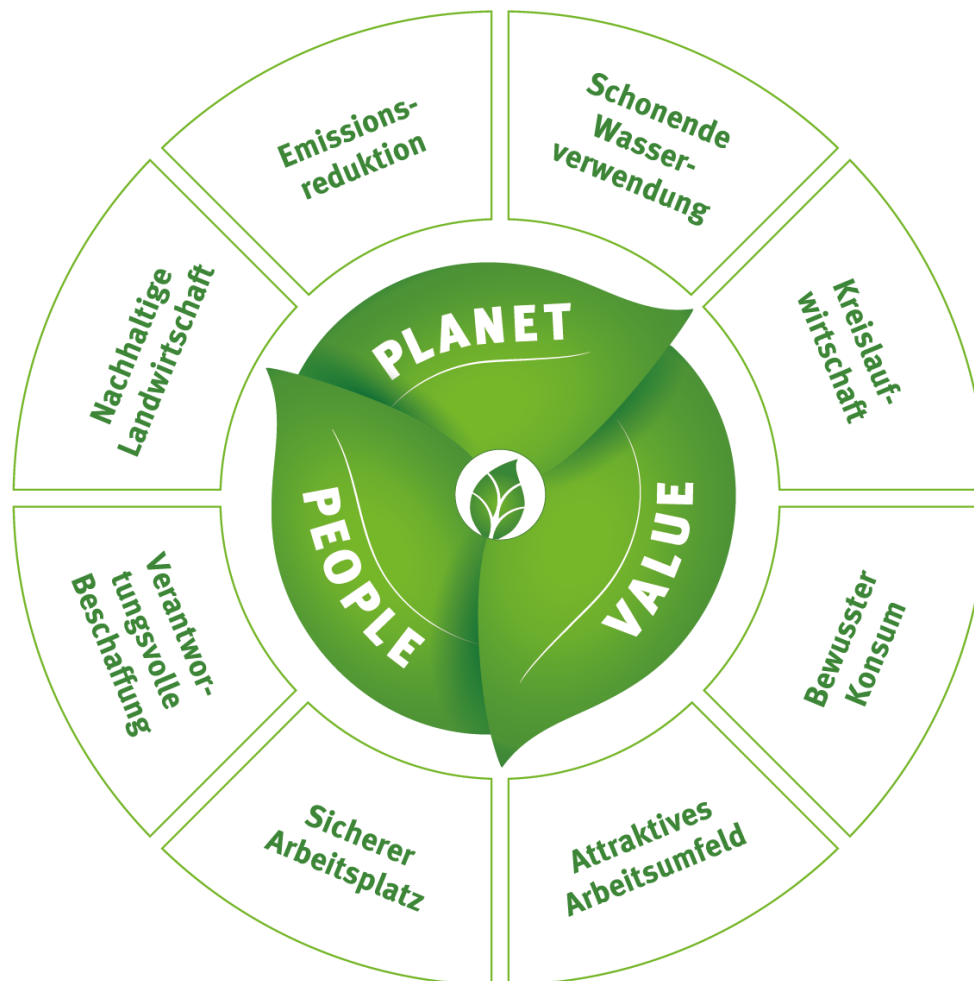 Emissions-
reduktion
Schonende
Wasser-
verwendung
Kreislauf-
wirtschaft
Bewusster
Konsum
Attraktives
Arbeitsumfeld
Sicherer
Arbeitsplatz
Verantwor-
tungsvolle
Beschaffung
Nachhaltige
Landwirtschaft
PLANET
VALUE
PEOPLE